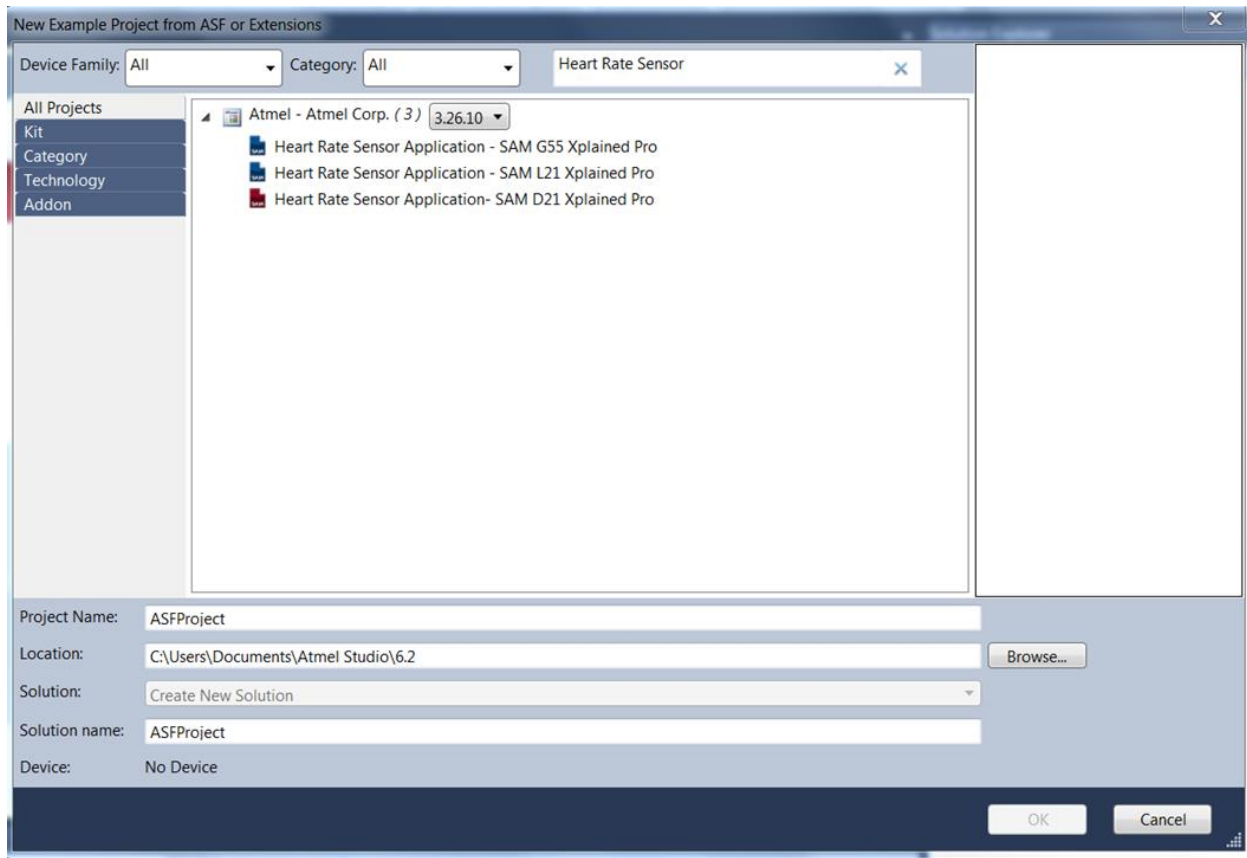 New Example Project from ASF or Extensions
Device Family: All Category: All Heart Rate Sensor
All Projects
Kit
Category
Technology
Addon
Atmel - Atmel Corp. (3) 3.26.10
Heart Rate Sensor Application - SAM G55 Xplained Pro
Heart Rate Sensor Application - SAM L21 Xplained Pro
Heart Rate Sensor Application- SAM D21 Xplained Pro
Project Name: ASFProject
Location: C:\Users\Documents\Atmel Studio\6.2 Browse...
Solution: Create New Solution
Solution name: ASFProject
Device: No Device
OK Cancel